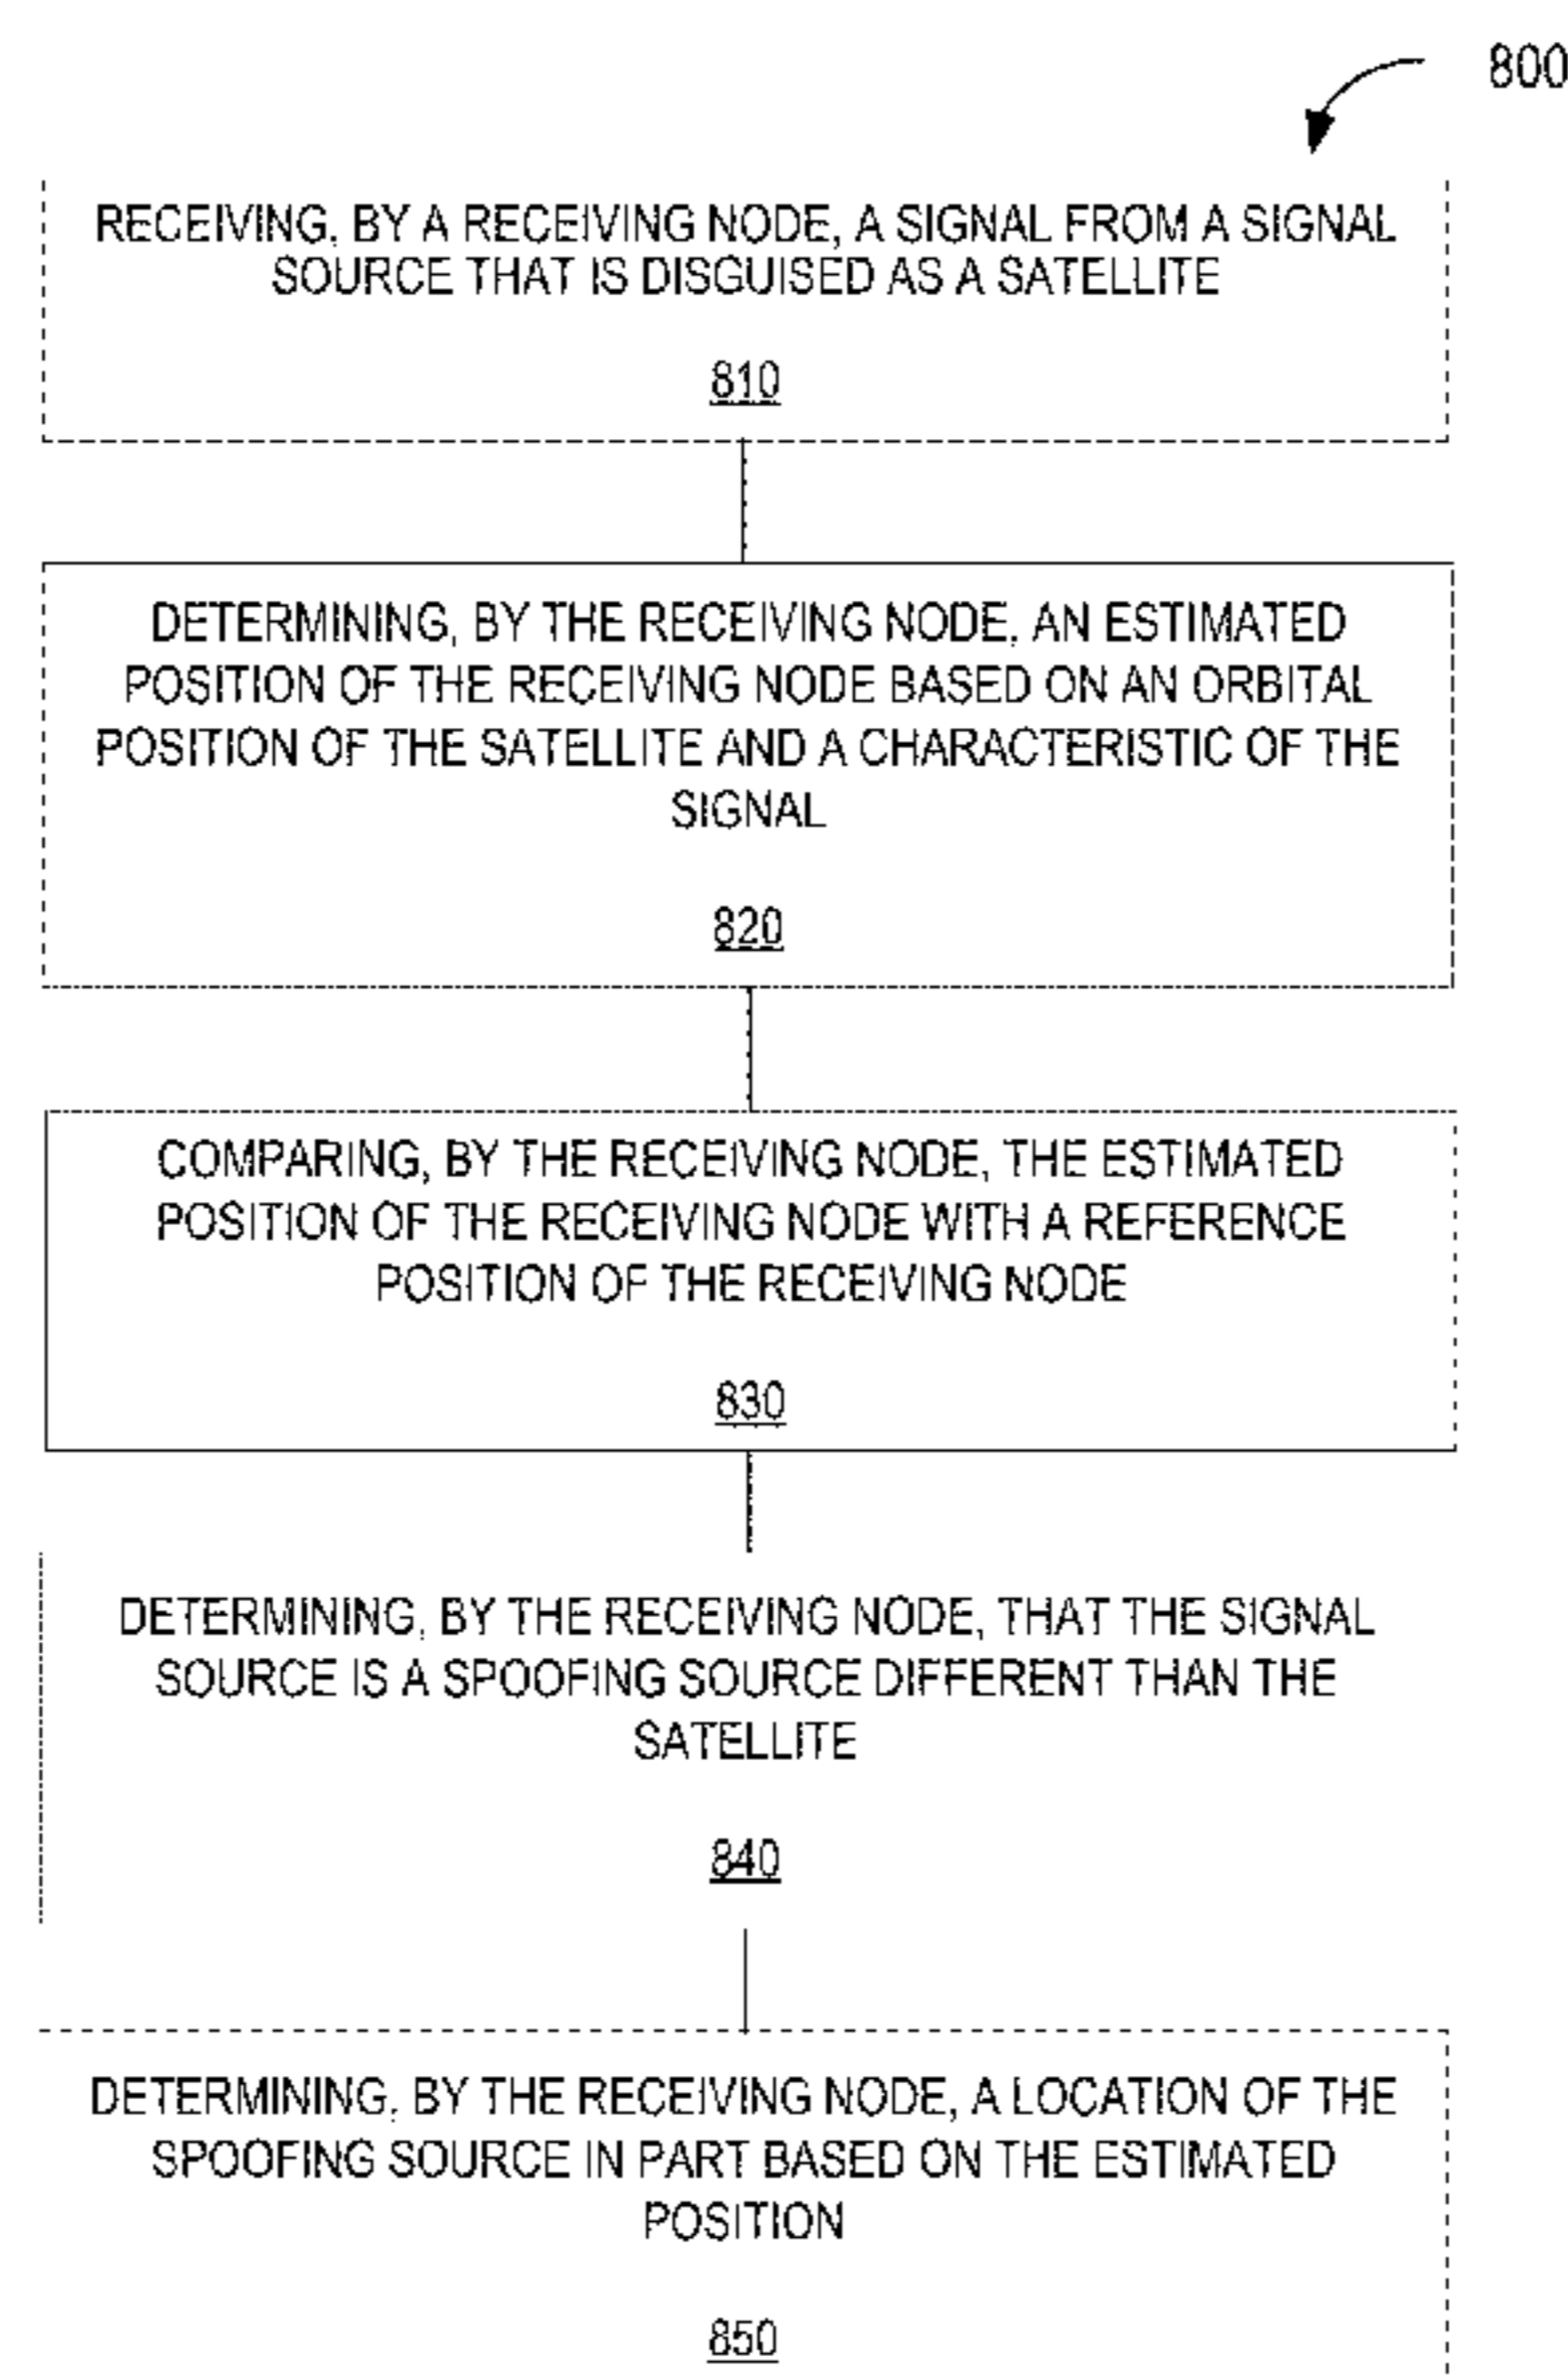 800
RECEIVING, BY A RECEIVING NODE, A SIGNAL FROM A SIGNAL
SOURCE THAT IS DISGUISED AS A SATELLITE
810
DETERMINING, BY THE RECEIVING NODE, AN ESTIMATED
POSITION OF THE RECEIVING NODE BASED ON AN ORBITAL
POSITION OF THE SATELLITE AND A CHARACTERISTIC OF THE
SIGNAL
820
COMPARING, BY THE RECEIVING NODE, THE ESTIMATED
POSITION OF THE RECEIVING NODE WITH A REFERENCE
POSITION OF THE RECEIVING NODE
830
DETERMINING, BY THE RECEIVING NODE, THAT THE SIGNAL
SOURCE IS A SPOOFING SOURCE DIFFERENT THAN THE
SATELLITE
840
DETERMINING, BY THE RECEIVING NODE, A LOCATION OF THE
SPOOFING SOURCE IN PART BASED ON THE ESTIMATED
POSITION
850